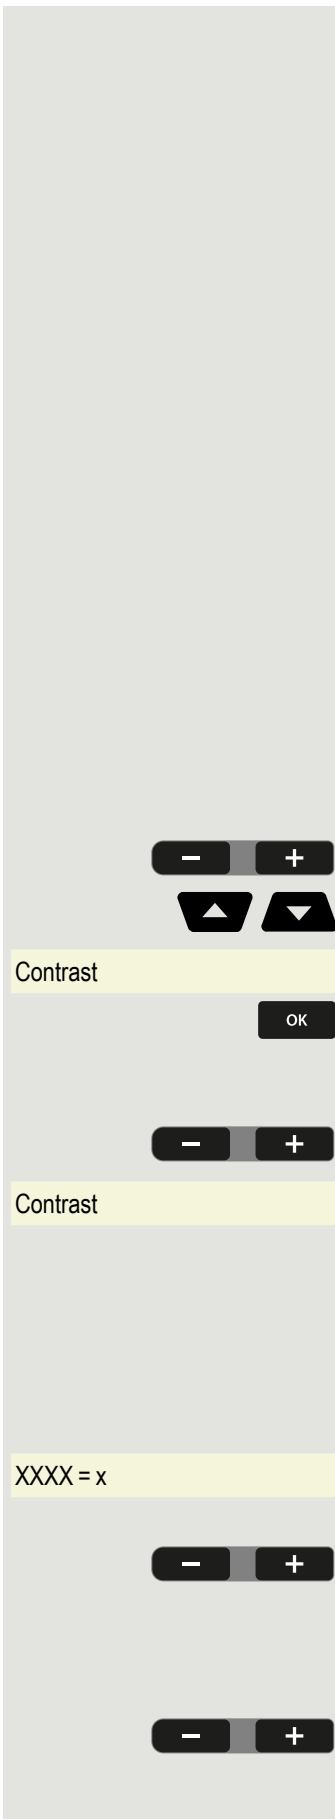 − +
Contrast
OK
− +
Contrast
XXXX = x
− +
− +